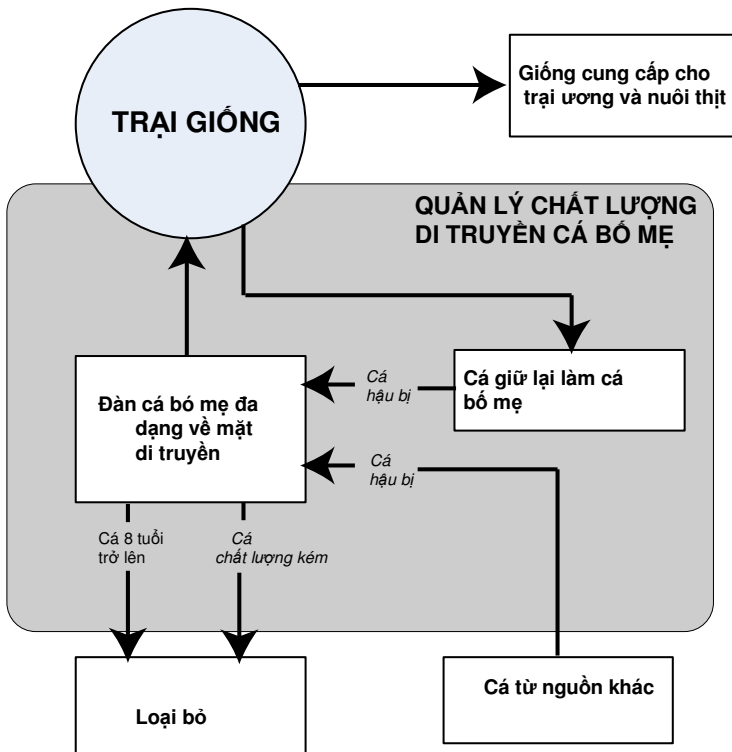 Giống cung cấp cho
trại ương và nuôi thịt
TRẠI GIỐNG
QUẢN LÝ CHẤT LƯỢNG
DI TRUYỀN CÁ BỐ MẸ
Cá
hậu bị
Cá giữ lại làm cá
bố mẹ
Đàn cá bó mẹ đa
dạng về mặt
di truyền
Cá
hậu bị
Cá 8 tuổi
trở lên
Cá
chất lượng kém
Loại bỏ
Cá từ nguồn khác